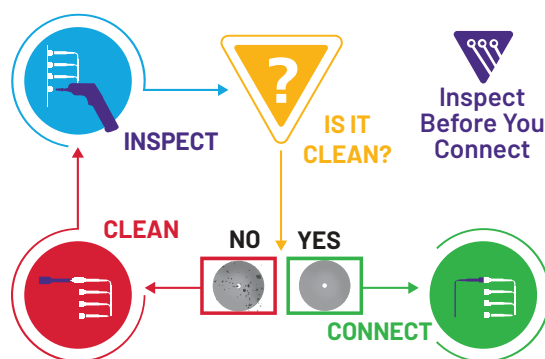 ?
INSPECT
IS IT
CLEAN?
Inspect
Before You
Connect
CLEAN
NO
YES
CONNECT